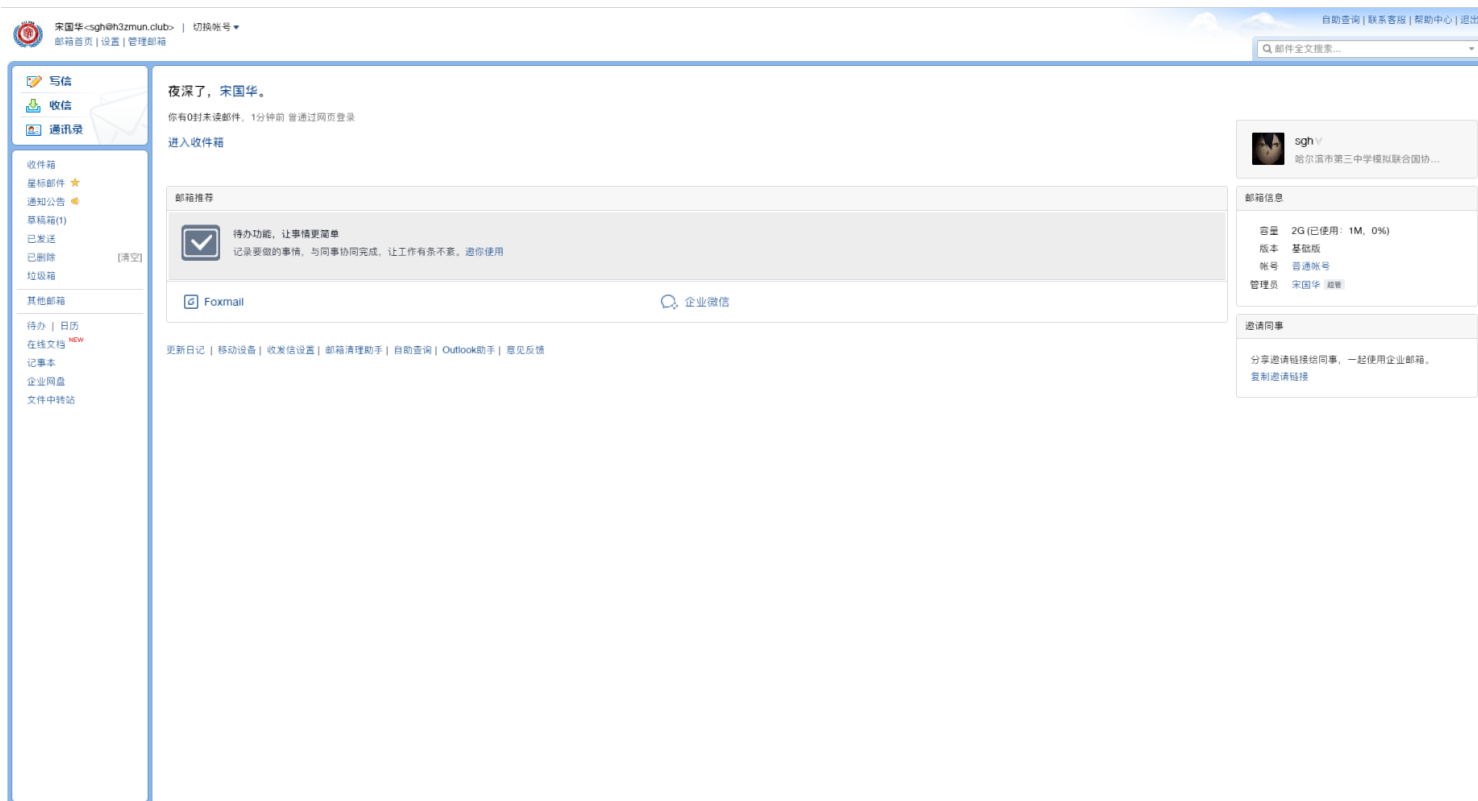 宋国华<sgh@h3zmun.club> | 切换帐号
邮箱首页 | 设置 | 管理邮箱
自助查询 | 联系客服 | 帮助中心 | 退出
邮件全文搜索...
写信
收信
通讯录
收件箱
星标邮件
通知公告
草稿箱(1)
已发送
已删除 [清空]
垃圾箱
其他邮箱
待办 | 日历
在线文档 NEW
记事本
企业网盘
文件中转站
夜深了，宋国华。
你有0封未读邮件，1分钟前 曾通过网页登录
进入收件箱
邮箱推荐
待办功能，让事情更简单
记录要做的事情，与同事协同完成，让工作有条不紊。邀你使用
Foxmail
企业微信
更新日记 | 移动设备 | 收发信设置 | 邮箱清理助手 | 自助查询 | Outlook助手 | 意见反馈
sgh
哈尔滨市第三中学模拟联合国协...
邮箱信息
容量 2G (已使用：1M，0%)
版本 基础版
帐号 普通帐号
管理员 宋国华 超管
邀请同事
分享邀请链接给同事，一起使用企业邮箱。
复制邀请链接